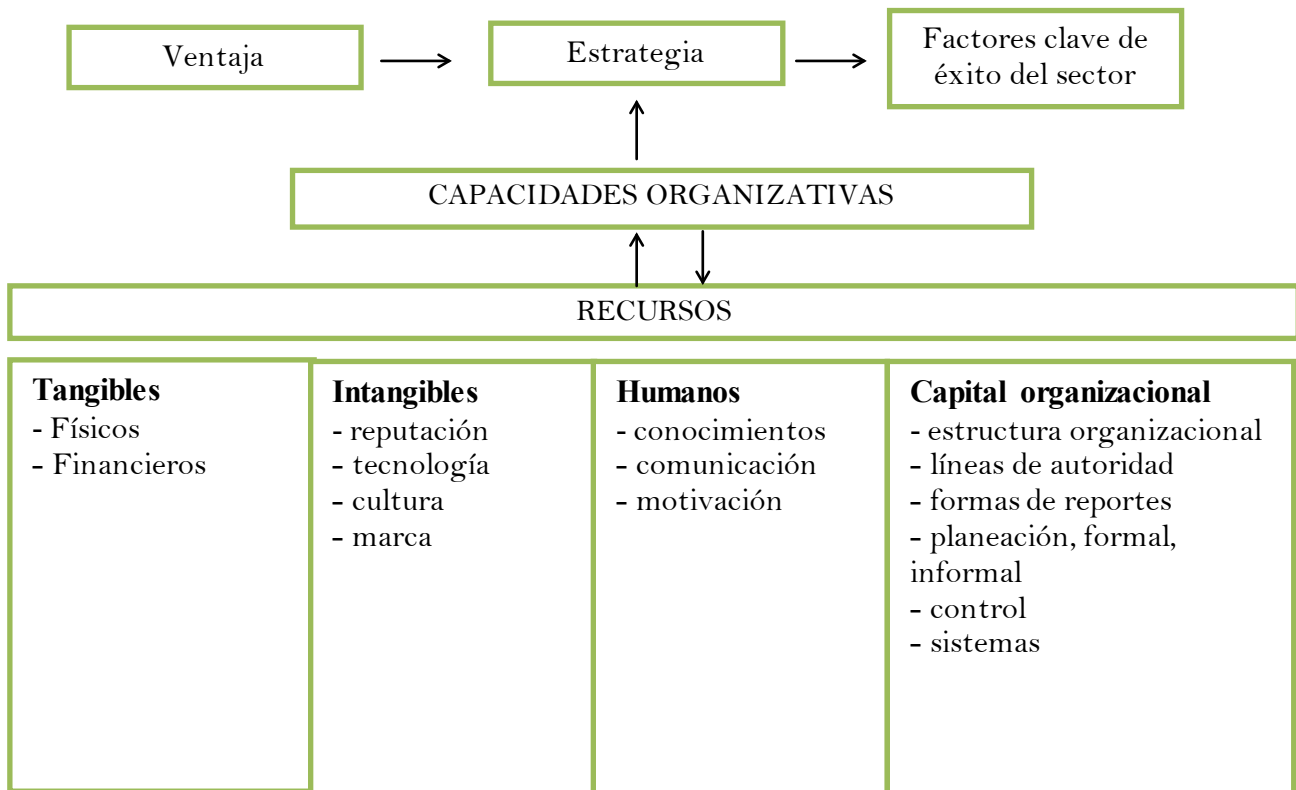 Ventaja
Estrategia
Factores clave de
éxito del sector
CAPACIDADES ORGANIZATIVAS
RECURSOS
Tangibles
- Físicos
- Financieros
Intangibles
- reputación
- tecnología
- cultura
- marca
Humanos
- conocimientos
- comunicación
- motivación
Capital organizacional
- estructura organizacional
- líneas de autoridad
- formas de reportes
- planeación, formal,
informal
- control
- sistemas